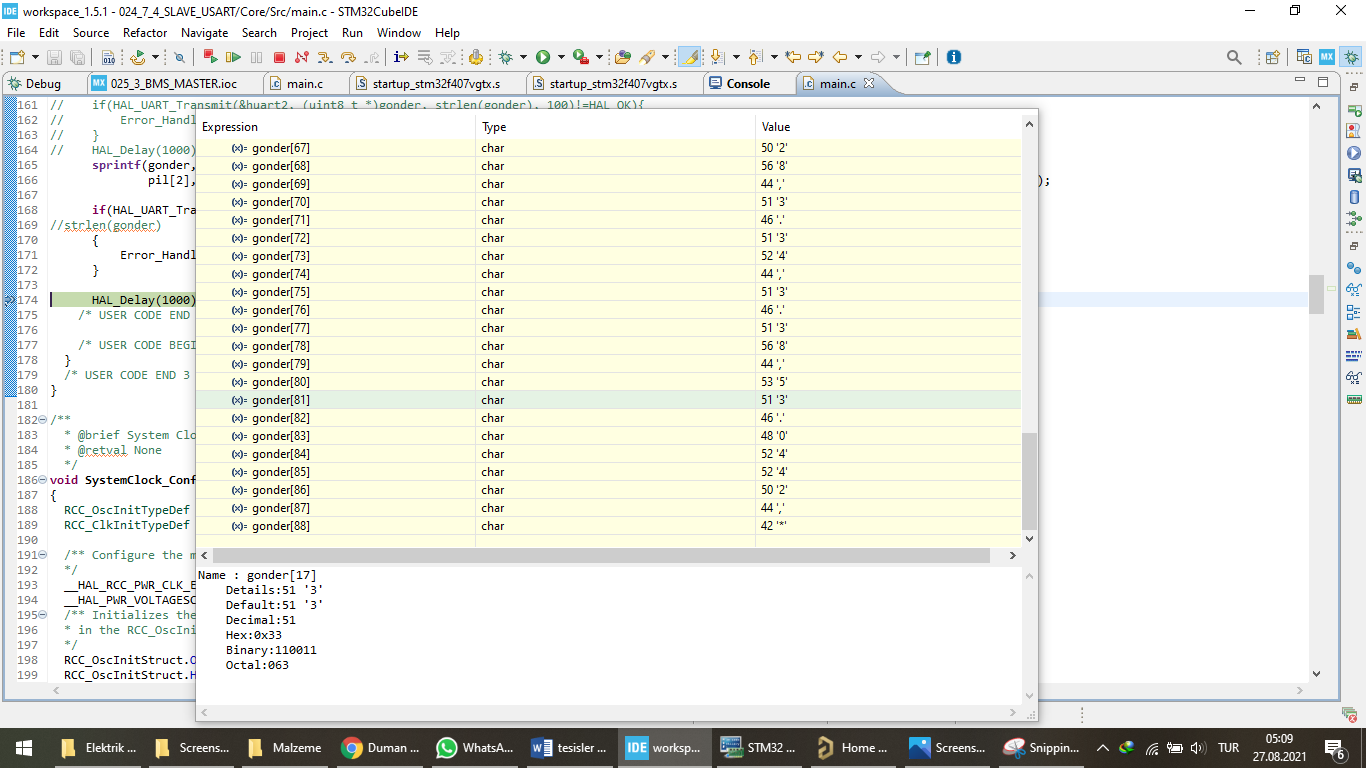 workspace_1.5.1 - 024_7_4_SLAVE_USART/Core/Src/main.c - STM32CubeIDE
File Edit Source Refactor Navigate Search Project Run Window Help
Debug 025_3_BMS_MASTER.ioc main.c startup_stm32f407vgtx.s startup_stm32f407vgtx.s Console main.c
161 // if(HAL_UART_Transmit(&huart2, (uint8_t *)gonder, strlen(gonder), 100)!=HAL_OK){
162 // Error_Handl
163 // }
164 // HAL_Delay(1000)
165 sprintf(gonder,
166 pil[2], );
167
168 if(HAL_UART_Tra
169 //strlen(gonder)
170 {
171 Error_Handl
172 }
173
174 HAL_Delay(1000)
175 /* USER CODE END
176
177 /* USER CODE BEGI
178 }
179 /* USER CODE END 3
180 }
181
182 /**
183 * @brief System Clo
184 * @retval None
185 */
186 void SystemClock_Conf
187 {
188 RCC_OscInitTypeDef
189 RCC_ClkInitTypeDef
190
191 /** Configure the m
192 */
193 __HAL_RCC_PWR_CLK_E
194 __HAL_PWR_VOLTAGESC
195 /** Initializes the
196 * in the RCC_OscIni
197 */
198 RCC_OscInitStruct.O
199 RCC_OscInitStruct.H
Expression Type Value
(x)= gonder[67] char 50 '2'
(x)= gonder[68] char 56 '8'
(x)= gonder[69] char 44 ','
(x)= gonder[70] char 51 '3'
(x)= gonder[71] char 46 '.'
(x)= gonder[72] char 51 '3'
(x)= gonder[73] char 52 '4'
(x)= gonder[74] char 44 ','
(x)= gonder[75] char 51 '3'
(x)= gonder[76] char 46 '.'
(x)= gonder[77] char 51 '3'
(x)= gonder[78] char 56 '8'
(x)= gonder[79] char 44 ','
(x)= gonder[80] char 53 '5'
(x)= gonder[81] char 51 '3'
(x)= gonder[82] char 46 '.'
(x)= gonder[83] char 48 '0'
(x)= gonder[84] char 52 '4'
(x)= gonder[85] char 52 '4'
(x)= gonder[86] char 50 '2'
(x)= gonder[87] char 44 ','
(x)= gonder[88] char 42 '*'
Name : gonder[17]
Details:51 '3'
Default:51 '3'
Decimal:51
Hex:0x33
Binary:110011
Octal:063
Elektrik ... Screens... Malzeme Duman ... WhatsA... tesisler ... IDE worksp... STM32 ... Home ... Screens... Snippin... TUR 05:09
27.08.2021 6